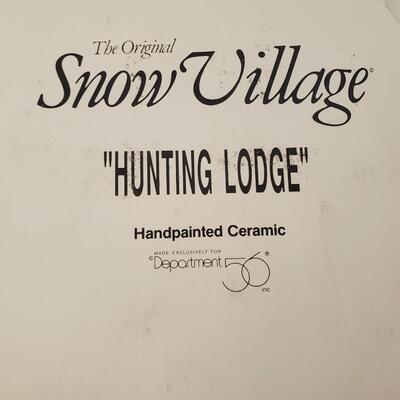 The Original
Snow Village©
"HUNTING LODGE"
Handpainted Ceramic
MADE EXCLUSIVELY FOR
©Department 56®
inc.